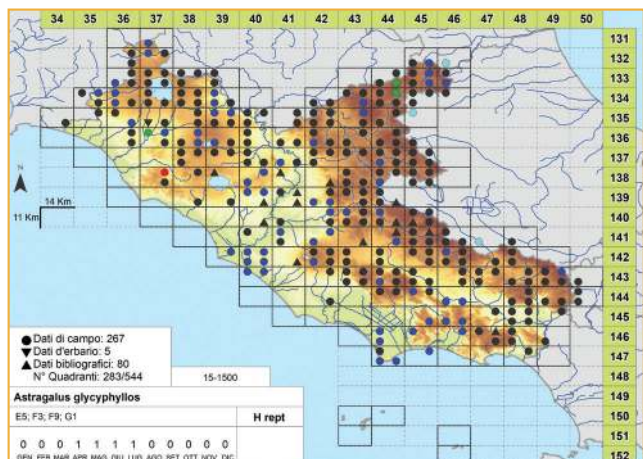 34 35 36 37 38 39 40 41 42 43 44 45 46 47 48 49 50
131
132
133
134
135
136
137
138
139
140
141
142
143
144
145
146
147
148
149
150
151
152
N
14 Km
11 Km
Dati di campo: 267
Dati d'erbario: 5
Dati bibliografici: 80
N° Quadranti: 283/544
15-1500
Astragalus glycyphyllos
E5; F3; F9; G1
H rept
0 0 0 1 1 1 1 0 0 0 0 0
GEN FEB MAR APR MAG GIU LUG AGO SET OTT NOV DIC